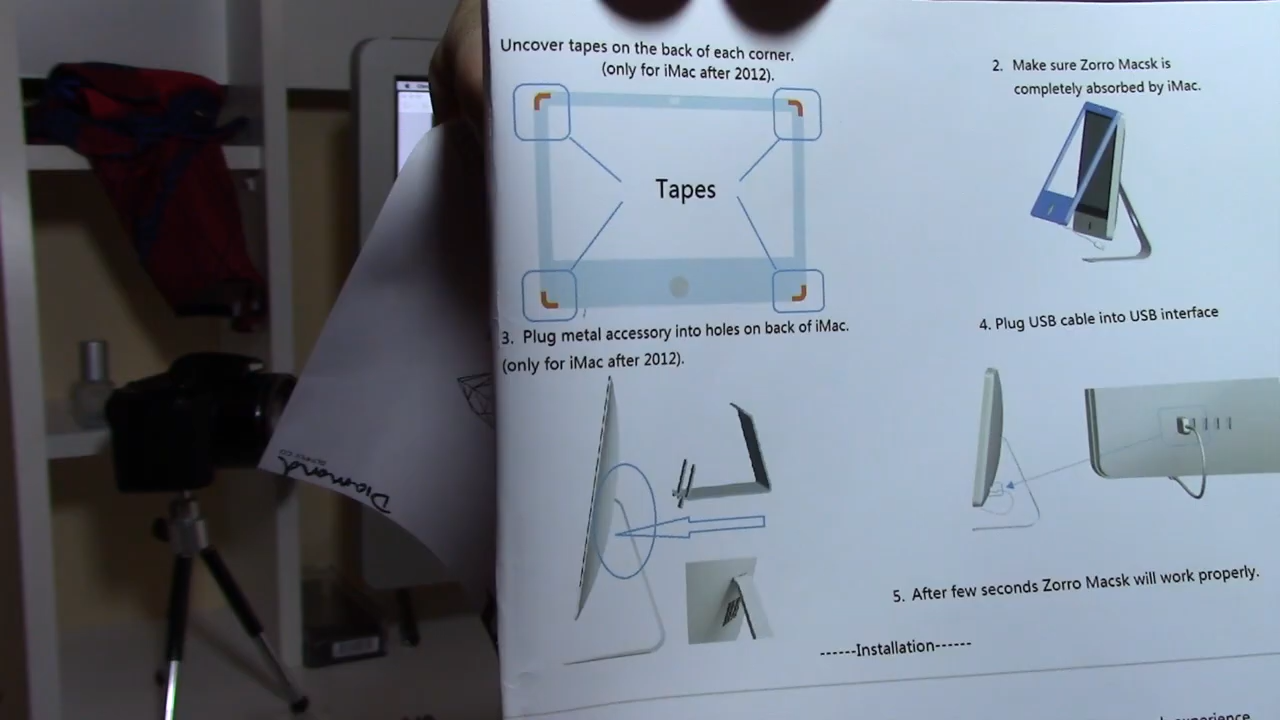 Uncover tapes on the back of each corner.
(only for iMac after 2012).
Tapes
2. Make sure Zorro Macsk is
completely absorbed by iMac.
3. Plug metal accessory into holes on back of iMac.
(only for iMac after 2012).
4. Plug USB cable into USB interface
5. After few seconds Zorro Macsk will work properly.
------Installation------
experience
Diamond